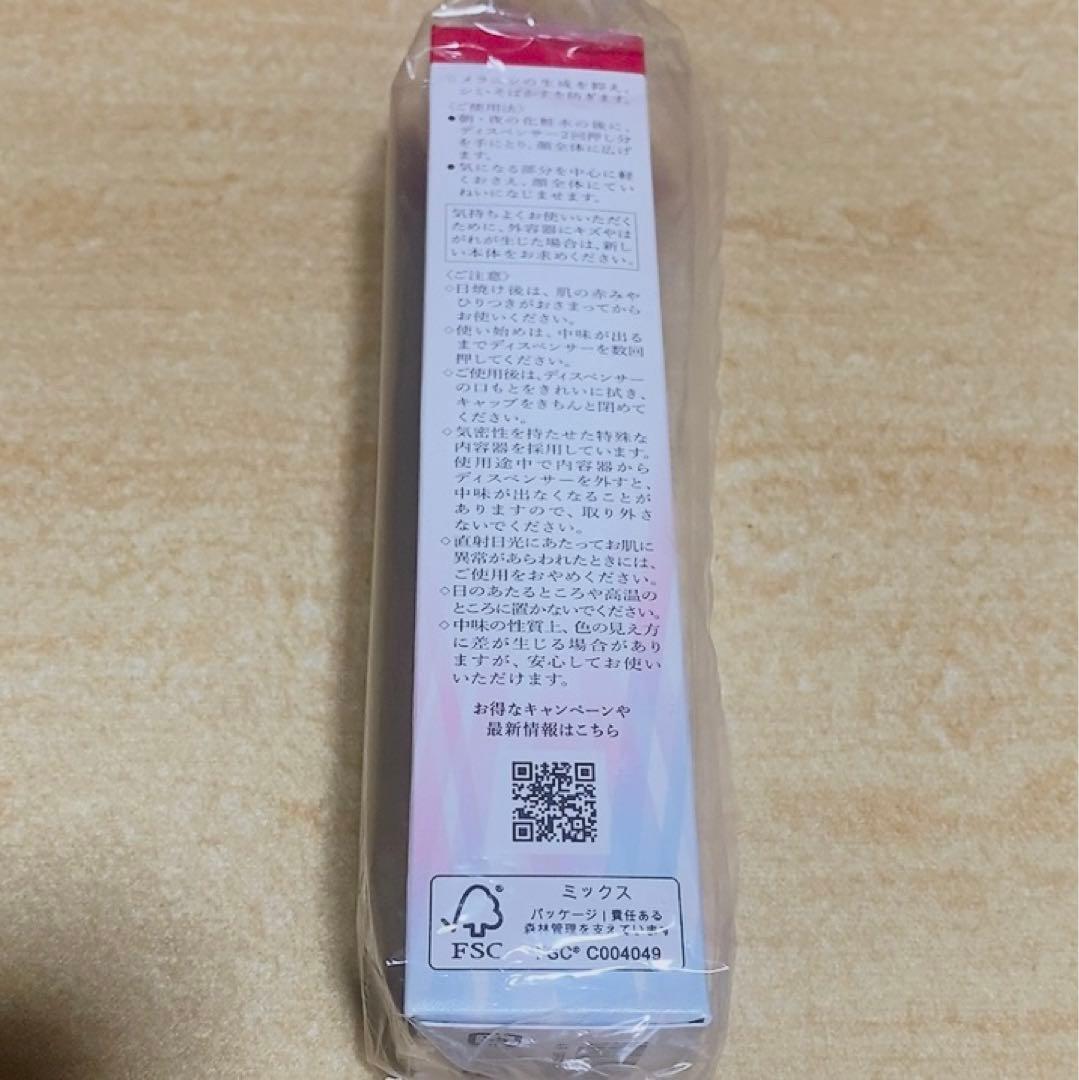 ◇メラニンの生成を抑え、
シミ・そばかすを防ぎます。
〈ご使用法〉
●朝・夜の化粧水の後に、
ディスペンサー2回押し分
を手にとり、顔全体に広げ
ます。
●気になる部分を中心に軽
くおさえ、顔全体にてい
ねいになじませます。
気持ちよくお使いいただく
ために、外容器にキズやは
がれが生じた場合は、新し
い本体をお求めください。
〈ご注意〉
◇日焼け後は、肌の赤みや
ひりつきがおさまってから
お使いください。
◇使い始めは、中味が出る
までディスペンサーを数回
押してください。
◇ご使用後は、ディスペンサー
の口もとをきれいに拭き、
キャップをきちんと閉めて
ください。
◇気密性を持たせた特殊な
内容器を採用しています。
使用途中で内容器から
ディスペンサーを外すと、
中味が出なくなることが
ありますので、取り外さ
ないでください。
◇直射日光にあたってお肌に
異常があらわれたときには、
ご使用をおやめください。
◇日のあたるところや高温の
ところに置かないでください。
◇中味の性質上、色の見え方
に差が生じる場合があり
ますが、安心してお使い
いただけます。
お得なキャンペーンや
最新情報はこちら
ミックス
パッケージ|責任ある
森林管理を支えています
FSC
FSC® C004049